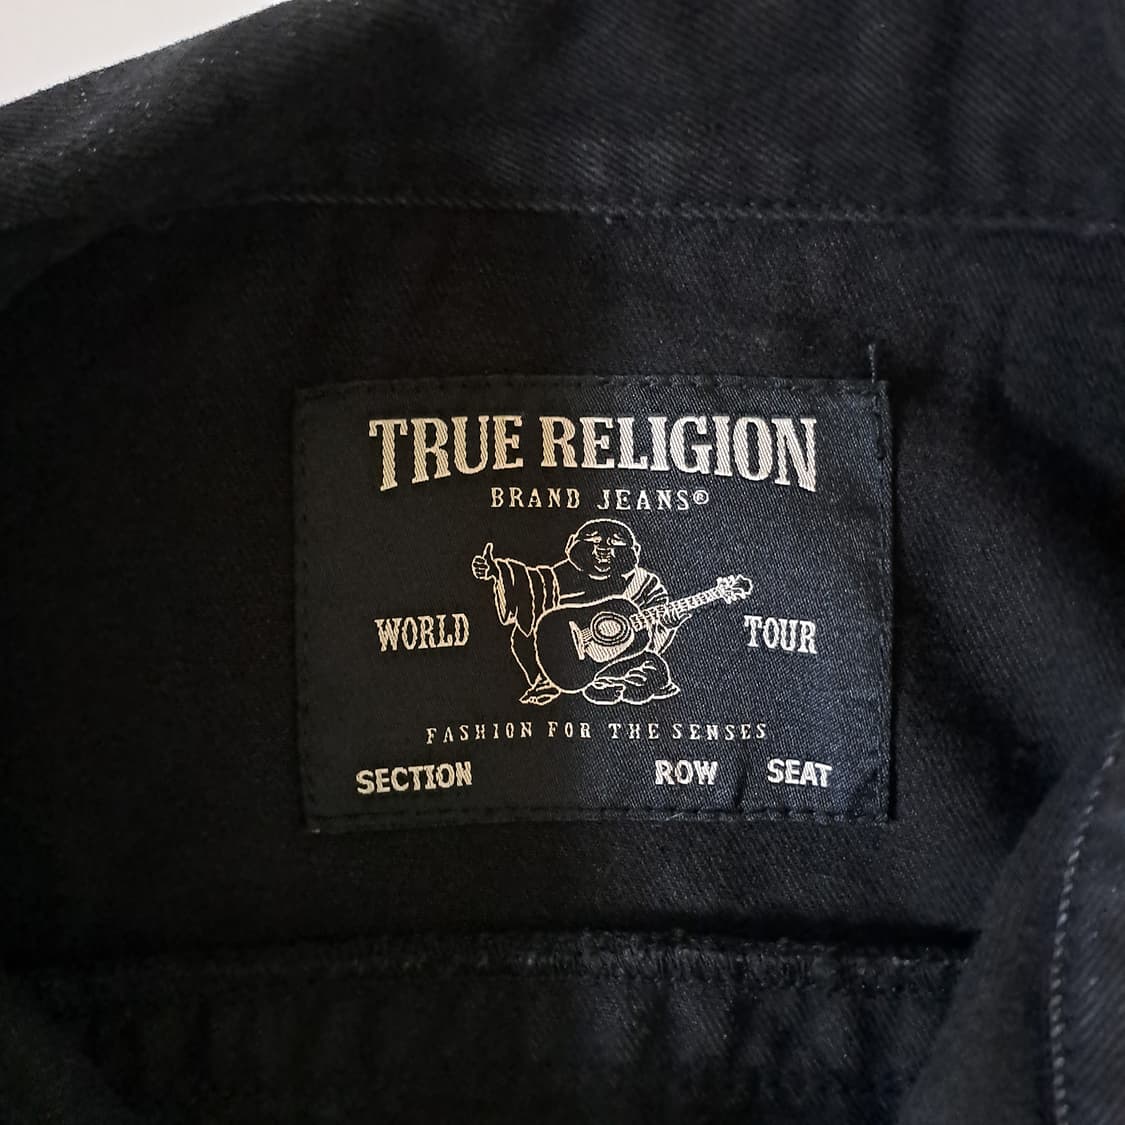 TRUE RELIGION
BRAND JEANS®
WORLD TOUR
FASHION FOR THE SENSES
SECTION ROW SEAT